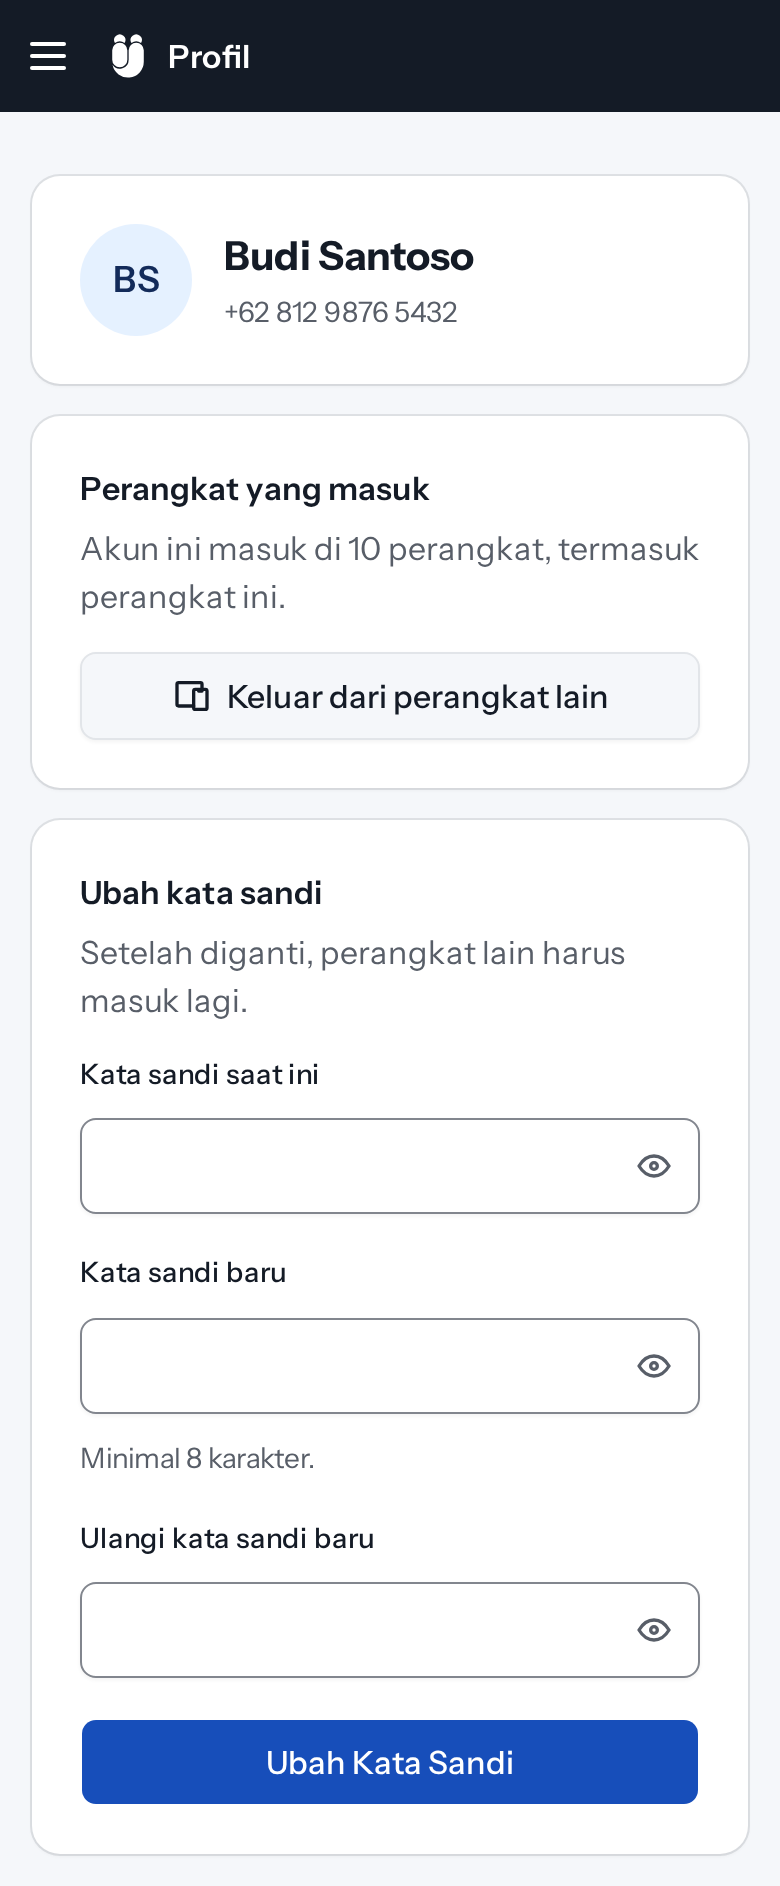 Profil
BS
Budi Santoso
+62 812 9876 5432
Perangkat yang masuk
Akun ini masuk di 10 perangkat, termasuk
perangkat ini.
Keluar dari perangkat lain
Ubah kata sandi
Setelah diganti, perangkat lain harus
masuk lagi.
Kata sandi saat ini
Kata sandi baru
Minimal 8 karakter.
Ulangi kata sandi baru
Ubah Kata Sandi